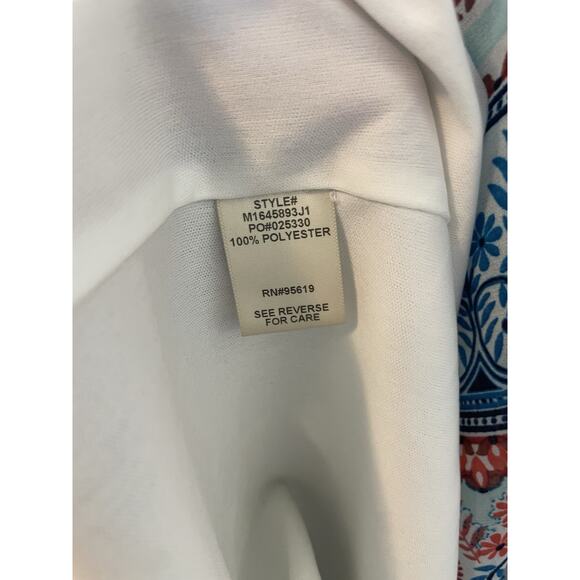 STYLE#
M1645893J1
PO#025330
100% POLYESTER
RN#95619
SEE REVERSE
FOR CARE